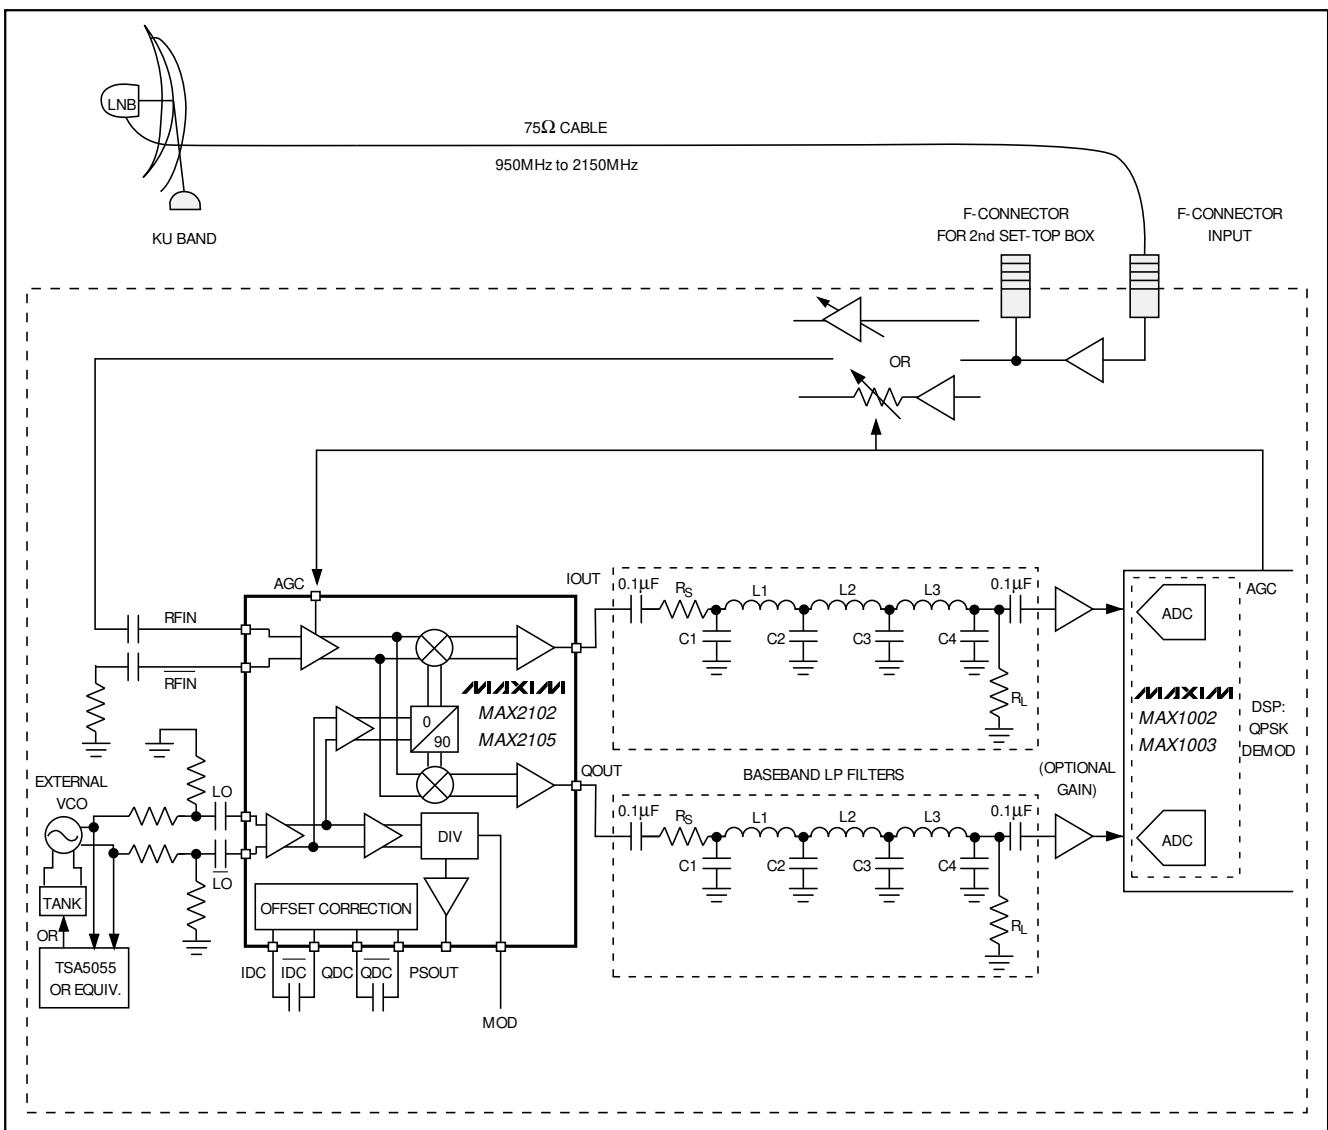 LNB
75Ω CABLE
950MHz to 2150MHz
KU BAND
F-CONNECTOR
FOR 2nd SET-TOP BOX
F-CONNECTOR
INPUT
OR
AGC
RFIN
RFIN
IOUT
0.1µF
RS
L1
L2
L3
0.1µF
C1
C2
C3
C4
RL
MAXIM
MAX2102
MAX2105
0
90
QOUT
BASEBAND LP FILTERS
(OPTIONAL
GAIN)
AGC
ADC
MAXIM
MAX1002
MAX1003
DSP:
QPSK
DEMOD
ADC
EXTERNAL
VCO
LO
LO
TANK
OR
TSA5055
OR EQUIV.
DIV
OFFSET CORRECTION
IDC
IDC
QDC
QDC
PSOUT
MOD
0.1µF
RS
L1
L2
L3
0.1µF
C1
C2
C3
C4
RL